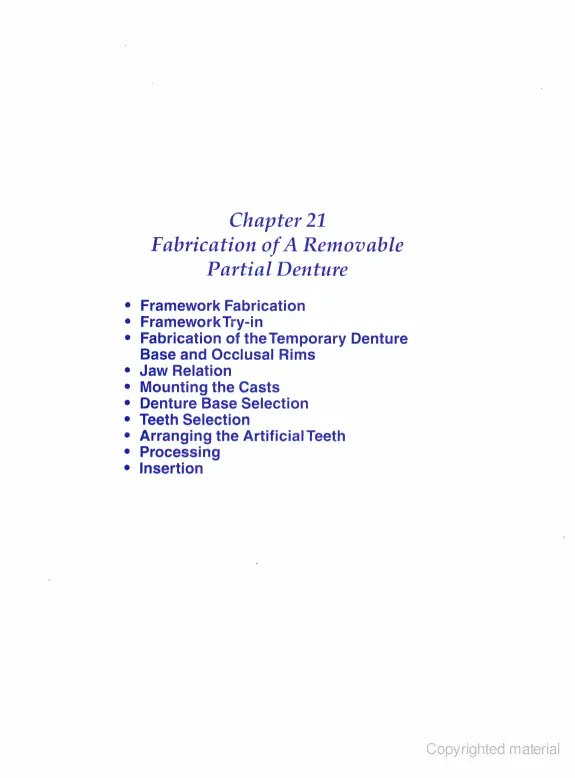 Chapter 21
Fabrication of A Removable
Partial Denture
• Framework Fabrication
• Framework Try-in
• Fabrication of the Temporary Denture
Base and Occlusal Rims
• Jaw Relation
• Mounting the Casts
• Denture Base Selection
• Teeth Selection
• Arranging the Artificial Teeth
• Processing
• Insertion
Copyrighted material